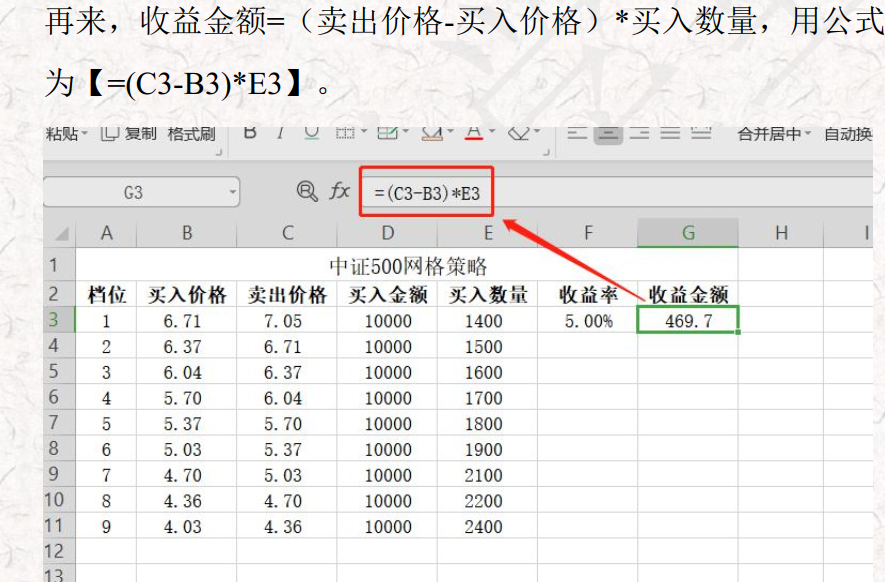 再来，收益金额=（卖出价格-买入价格）*买入数量，用公式
为【=(C3-B3)*E3】。
粘贴 复制 格式刷 B I U A 合并居中 自动换
G3 fx =(C3-B3)*E3
A B C D E F G H I
1 中证500网格策略
2 档位 买入价格 卖出价格 买入金额 买入数量 收益率 收益金额
3 1 6.71 7.05 10000 1400 5.00% 469.7
4 2 6.37 6.71 10000 1500
5 3 6.04 6.37 10000 1600
6 4 5.70 6.04 10000 1700
7 5 5.37 5.70 10000 1800
8 6 5.03 5.37 10000 1900
9 7 4.70 5.03 10000 2100
10 8 4.36 4.70 10000 2200
11 9 4.03 4.36 10000 2400
12
13